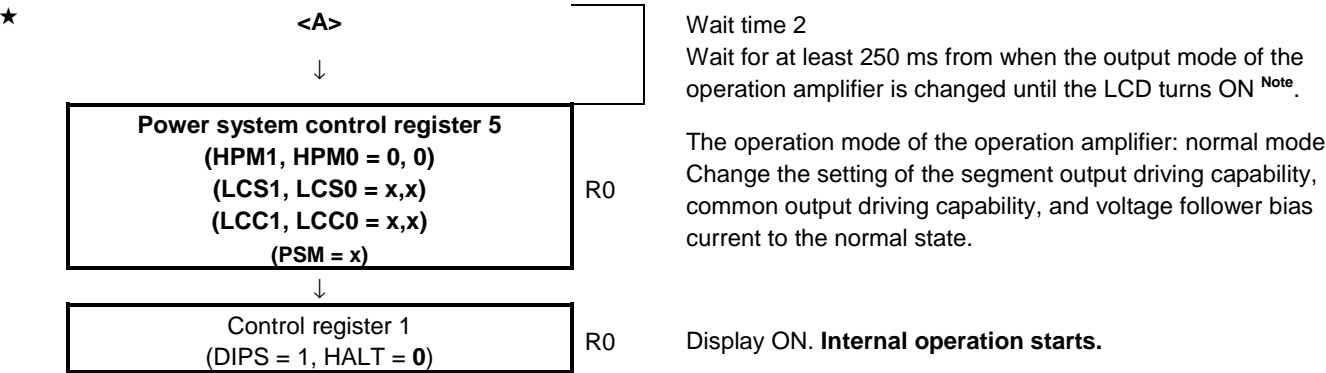 ★
<A>
Wait time 2
Wait for at least 250 ms from when the output mode of the
operation amplifier is changed until the LCD turns ON Note.
↓
Power system control register 5
(HPM1, HPM0 = 0, 0)
(LCS1, LCS0 = x,x)
(LCC1, LCC0 = x,x)
(PSM = x)
R0
The operation mode of the operation amplifier: normal mode
Change the setting of the segment output driving capability,
common output driving capability, and voltage follower bias
current to the normal state.
↓
Control register 1
(DIPS = 1, HALT = 0)
R0
Display ON. Internal operation starts.